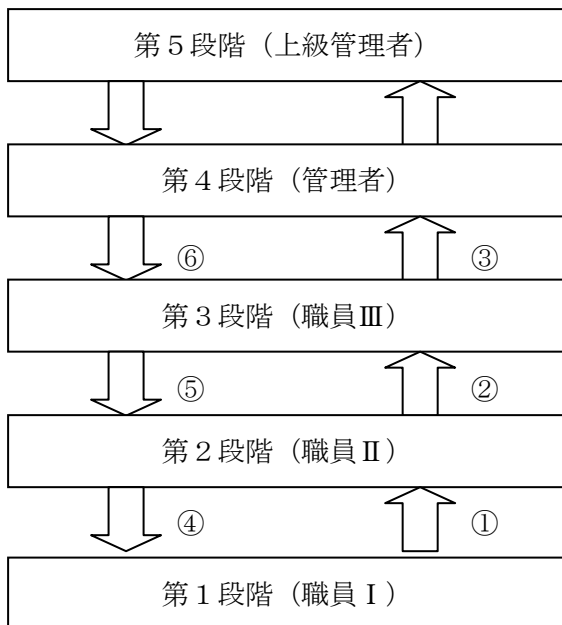 第５段階（上級管理者）
第４段階（管理者）
⑥ ③
第３段階（職員Ⅲ）
⑤ ②
第２段階（職員Ⅱ）
④ ①
第１段階（職員Ⅰ）